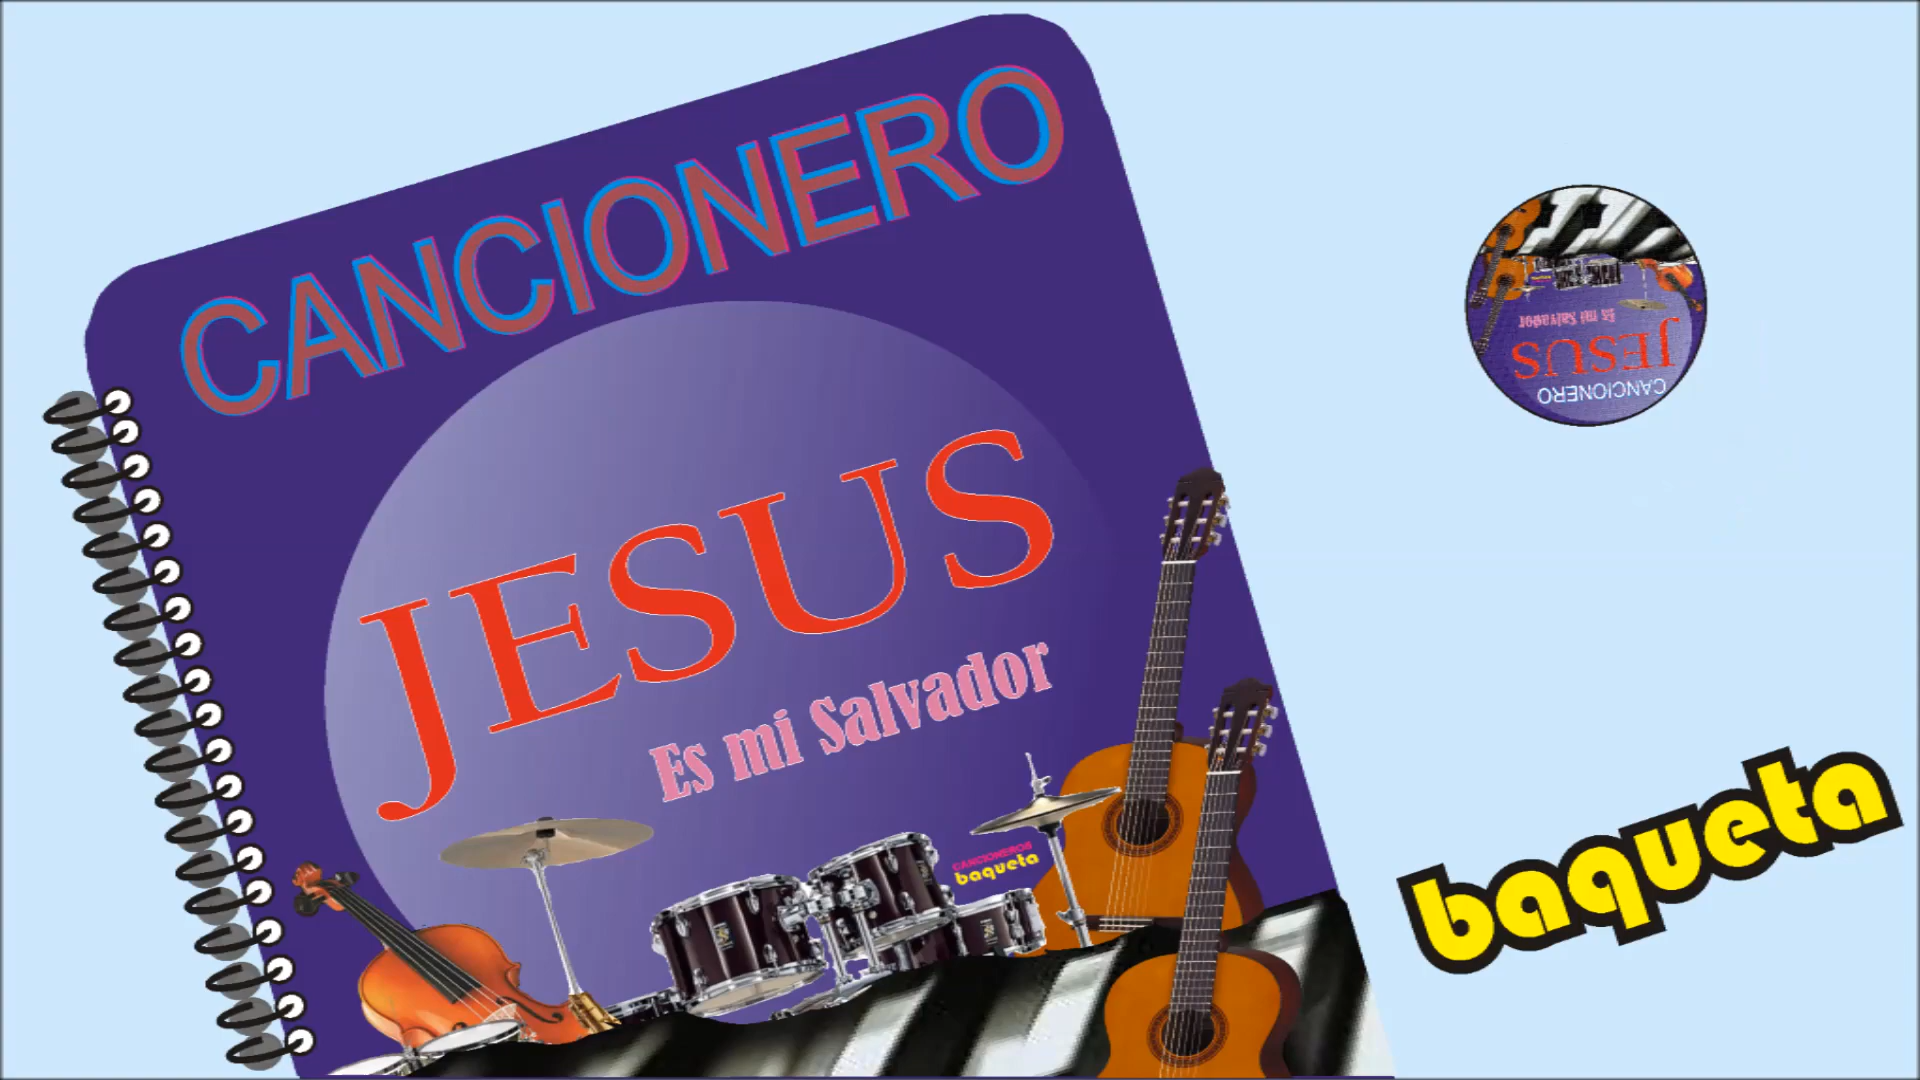 CANCIONERO
JESUS
Es mi Salvador
CANCIONEROS
baqueta
Es mi Salvador
JESUS
CANCIONERO
baqueta